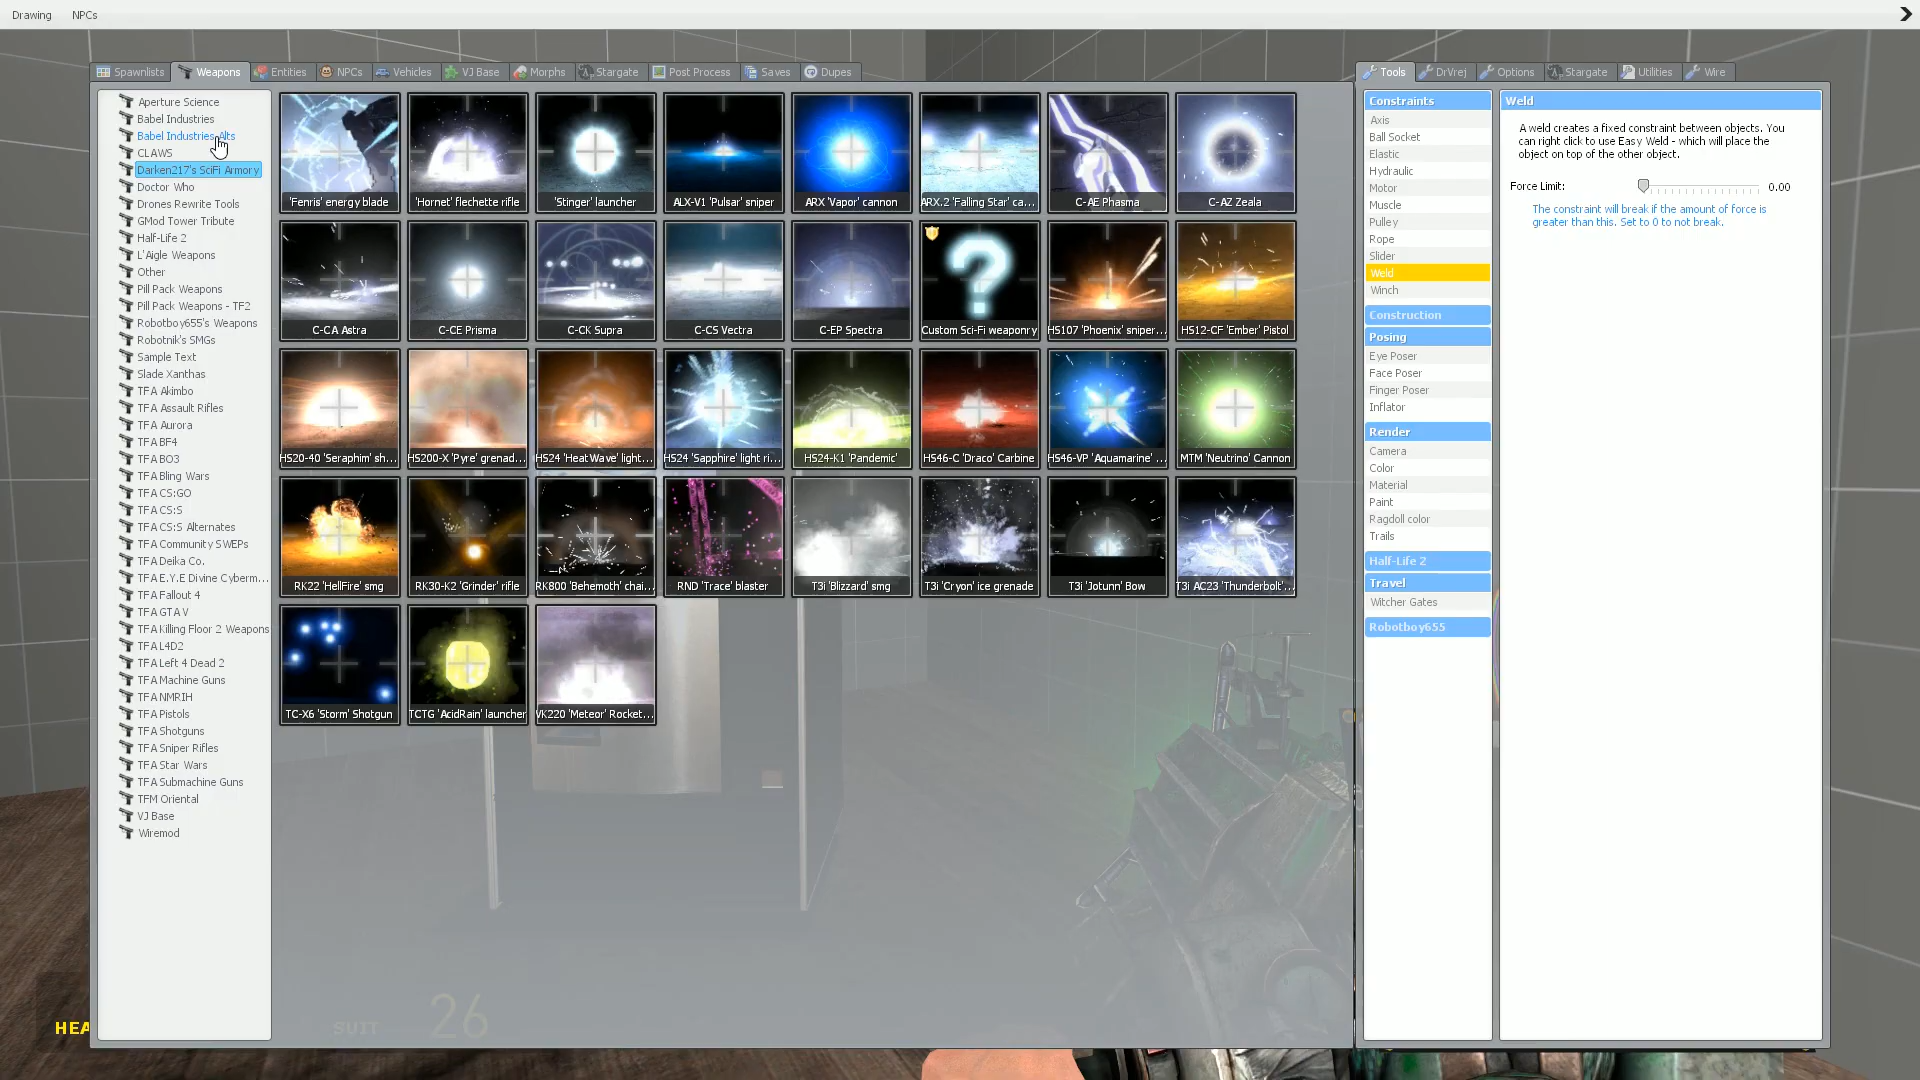 Drawing NPCs
Spawnlists Weapons Entities NPCs Vehicles VJ Base Morphs Stargate Post Process Saves Dupes
Tools DrVrej Options Stargate Utilities Wire
Aperture Science
Babel Industries
Babel Industries Alts
CLAWS
Darken217's SciFi Armory
Doctor Who
Drones Rewrite Tools
GMod Tower Tribute
Half-Life 2
L'Aigle Weapons
Other
Pill Pack Weapons
Pill Pack Weapons - TF2
Robotboy655's Weapons
Robotnik's SMGs
Sample Text
Slade Xanthas
TFA Akimbo
TFA Assault Rifles
TFA Aurora
TFA BF4
TFA BO3
TFA Bling Wars
TFA CS:GO
TFA CS:S
TFA CS:S Alternates
TFA Community SWEPs
TFA Deika Co.
TFA E.Y.E Divine Cyberm...
TFA Fallout 4
TFA GTA V
TFA Killing Floor 2 Weapons
TFA L4D2
TFA Left 4 Dead 2
TFA Machine Guns
TFA NMRIH
TFA Pistols
TFA Shotguns
TFA Sniper Rifles
TFA Star Wars
TFA Submachine Guns
TFM Oriental
VJ Base
Wiremod
'Fenris' energy blade
'Hornet' flechette rifle
'Stinger' launcher
ALX-V1 'Pulsar' sniper
ARX 'Vapor' cannon
ARX.2 'Falling Star' ca...
C-AE Phasma
C-AZ Zeala
C-CA Astra
C-CE Prisma
C-CK Supra
C-CS Vectra
C-EP Spectra
Custom Sci-Fi weaponry
HS107 'Phoenix' sniper...
HS12-CF 'Ember' Pistol
HS20-40 'Seraphim' sh...
HS200-X 'Pyre' grenad...
HS24 'HeatWave' light...
HS24 'Sapphire' light ri...
HS24-K1 'Pandemic'
HS46-C 'Draco' Carbine
HS46-VP 'Aquamarine' ...
MTM 'Neutrino' Cannon
RK22 'HellFire' smg
RK30-K2 'Grinder' rifle
RK800 'Behemoth' chai...
RND 'Trace' blaster
T3i 'Blizzard' smg
T3i 'Cryon' ice grenade
T3i 'Jotunn' Bow
T3i AC23 'Thunderbolt'...
TC-X6 'Storm' Shotgun
TCTG 'AcidRain' launcher
VK220 'Meteor' Rocket...
Constraints
Axis
Ball Socket
Elastic
Hydraulic
Motor
Muscle
Pulley
Rope
Slider
Weld
Winch
Construction
Posing
Eye Poser
Face Poser
Finger Poser
Inflator
Render
Camera
Color
Material
Paint
Ragdoll color
Trails
Half-Life 2
Travel
Witcher Gates
Robotboy655
Weld
A weld creates a fixed constraint between objects. You
can right click to use Easy Weld - which will place the
object on top of the other object.
Force Limit: 0.00
The constraint will break if the amount of force is
greater than this. Set to 0 to not break.
HEA SUIT 26